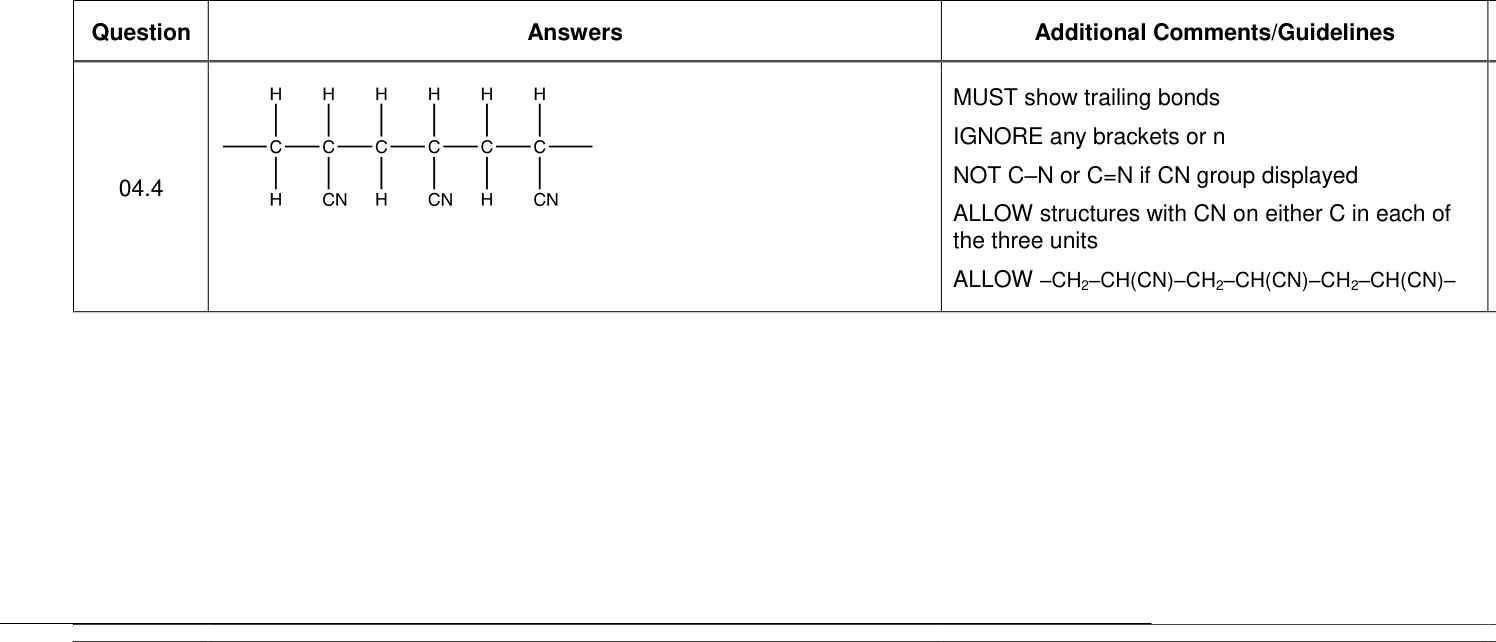 Question Answers Additional Comments/Guidelines
04.4
H H H H H H
C C C C C C
H CN H CN H CN
MUST show trailing bonds
IGNORE any brackets or n
NOT C–N or C=N if CN group displayed
ALLOW structures with CN on either C in each of
the three units
ALLOW –CH₂–CH(CN)–CH₂–CH(CN)–CH₂–CH(CN)–